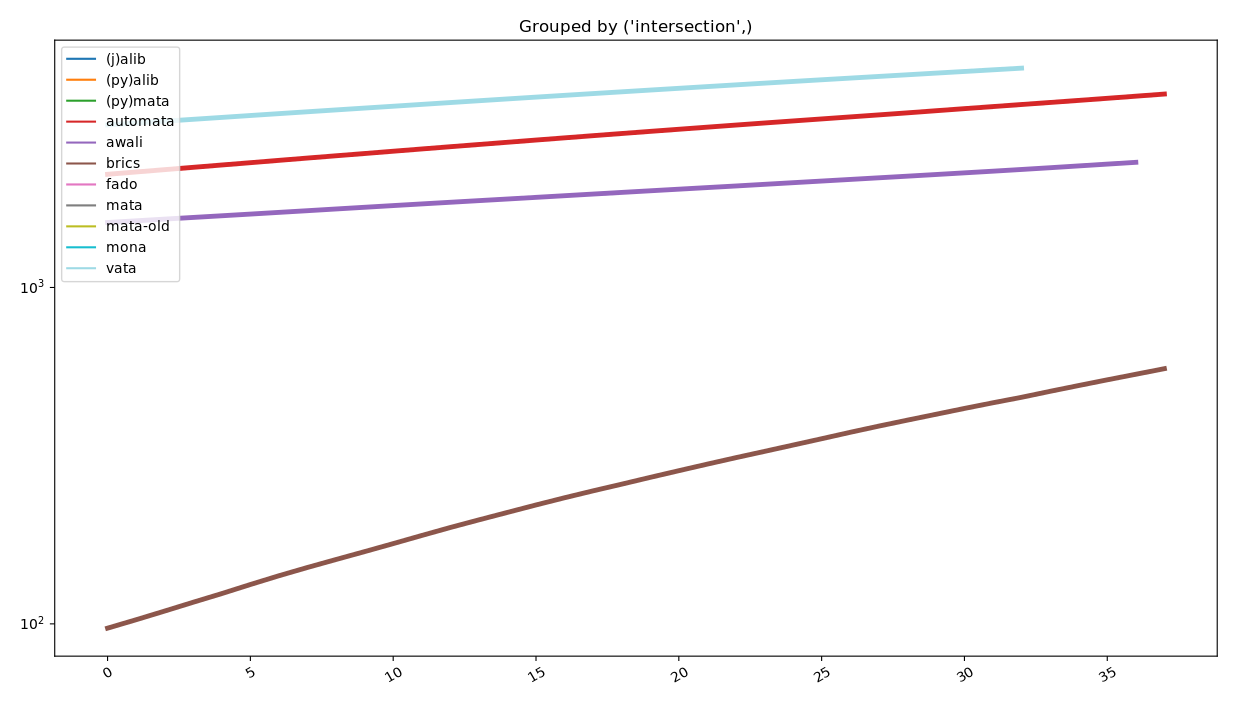 Grouped by ('intersection',)
(j)alib
(py)alib
(py)mata
automata
awali
brics
fado
mata
mata-old
mona
vata
10³
10²
0 5 10 15 20 25 30 35